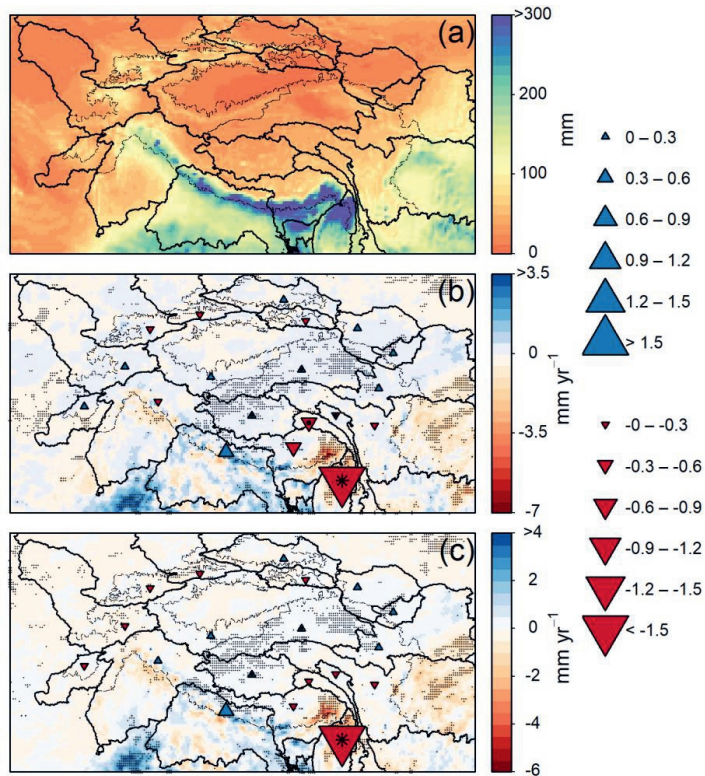 (a)
>300
200
100
0
mm
(b)
>3.5
0
-3.5
-7
mm yr⁻¹
(c)
>4
2
0
-2
-4
-6
mm yr⁻¹
0 – 0.3
0.3 – 0.6
0.6 – 0.9
0.9 – 1.2
1.2 – 1.5
> 1.5
-0 – -0.3
-0.3 – -0.6
-0.6 – -0.9
-0.9 – -1.2
-1.2 – -1.5
< -1.5